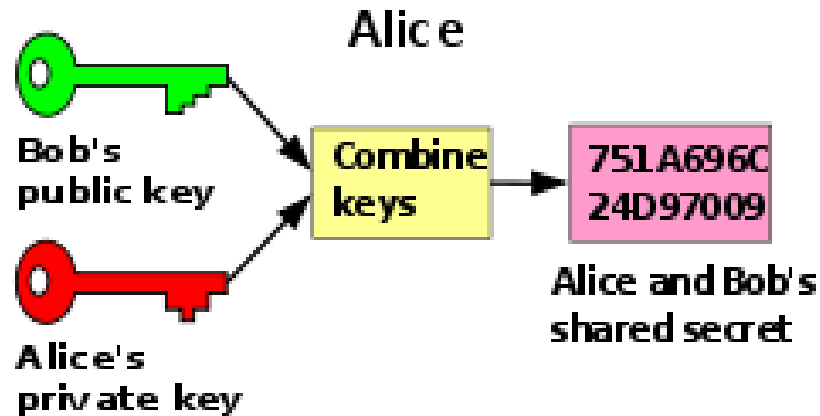 Alice
Bob's
public key
Combine
keys
751A696C
24D97009
Alice and Bob's
shared secret
Alice's
private key